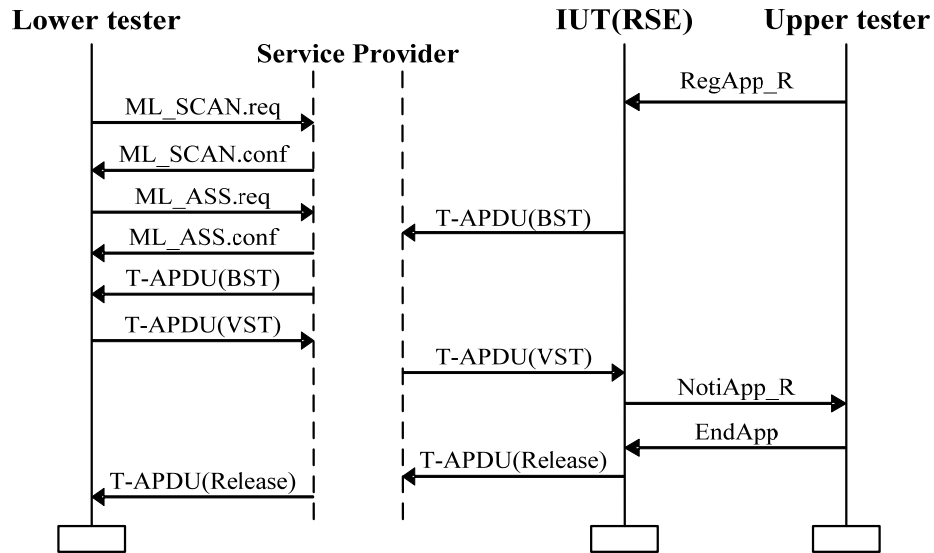 Lower tester
IUT(RSE)
Upper tester
Service Provider
RegApp_R
ML_SCAN.req
ML_SCAN.conf
ML_ASS.req
T-APDU(BST)
ML_ASS.conf
T-APDU(BST)
T-APDU(VST)
T-APDU(VST)
NotiApp_R
EndApp
T-APDU(Release)
T-APDU(Release)